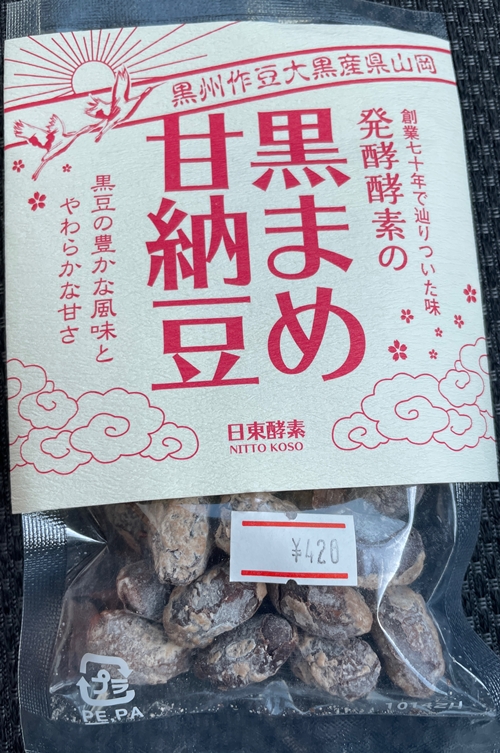 岡山県産黒大豆作州黒
創業七十年で辿りついた味
発酵酵素の
黒まめ
甘納豆
黒豆の豊かな風味と
やわらかな甘さ
日東酵素
NITTO KOSO
¥420
プラ
PE PA